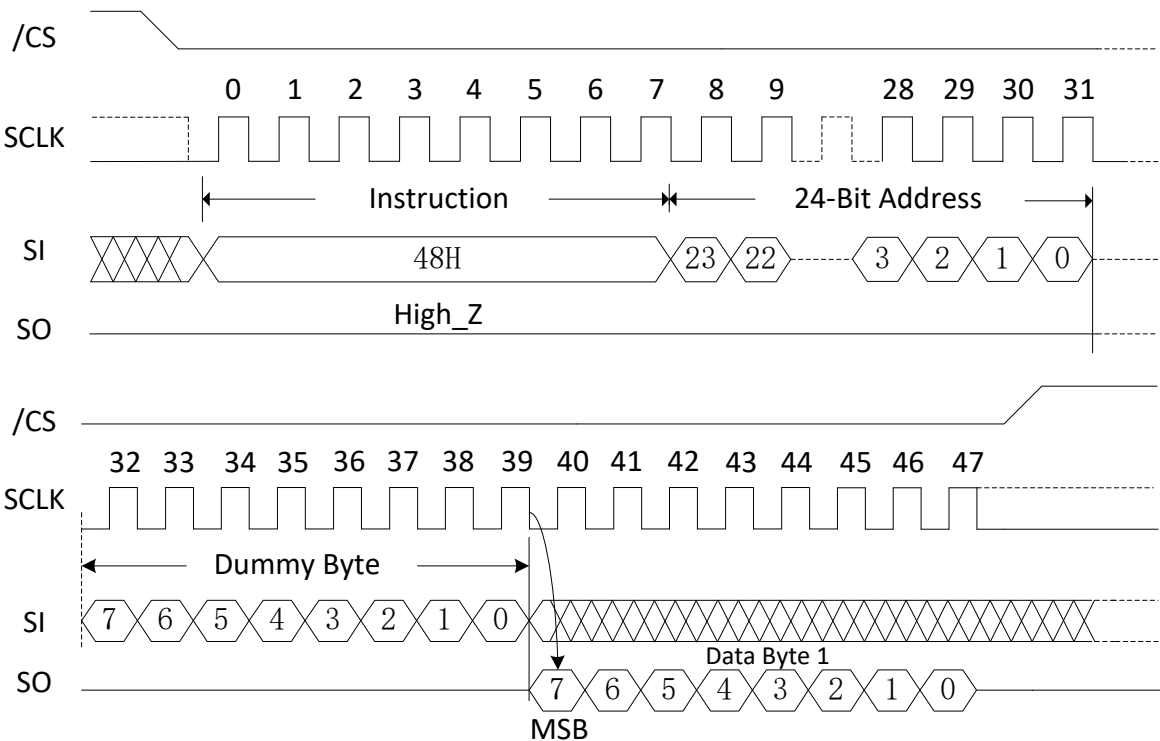 /CS
0 1 2 3 4 5 6 7 8 9 28 29 30 31
SCLK
Instruction 24-Bit Address
SI 48H 23 22 3 2 1 0
High_Z
SO
/CS
32 33 34 35 36 37 38 39 40 41 42 43 44 45 46 47
SCLK
Dummy Byte
SI 7 6 5 4 3 2 1 0
Data Byte 1
SO 7 6 5 4 3 2 1 0
MSB